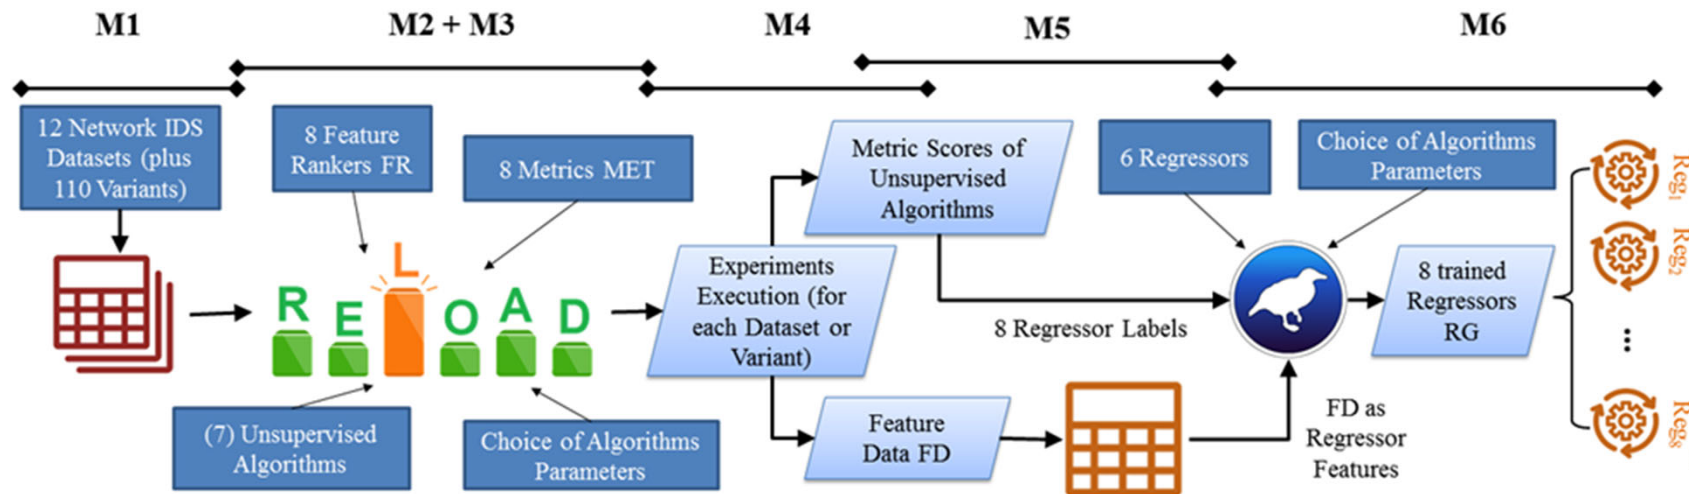 M1
M2 + M3
M4
M5
M6
12 Network IDS
Datasets (plus
110 Variants)
8 Feature
Rankers FR
8 Metrics MET
Metric Scores of
Unsupervised
Algorithms
6 Regressors
Choice of Algorithms
Parameters
RELOAD
Experiments
Execution (for
each Dataset or
Variant)
8 Regressor Labels
8 trained
Regressors
RG
Reg1
Reg2
...
Reg8
(7) Unsupervised
Algorithms
Choice of Algorithms
Parameters
Feature
Data FD
FD as
Regressor
Features